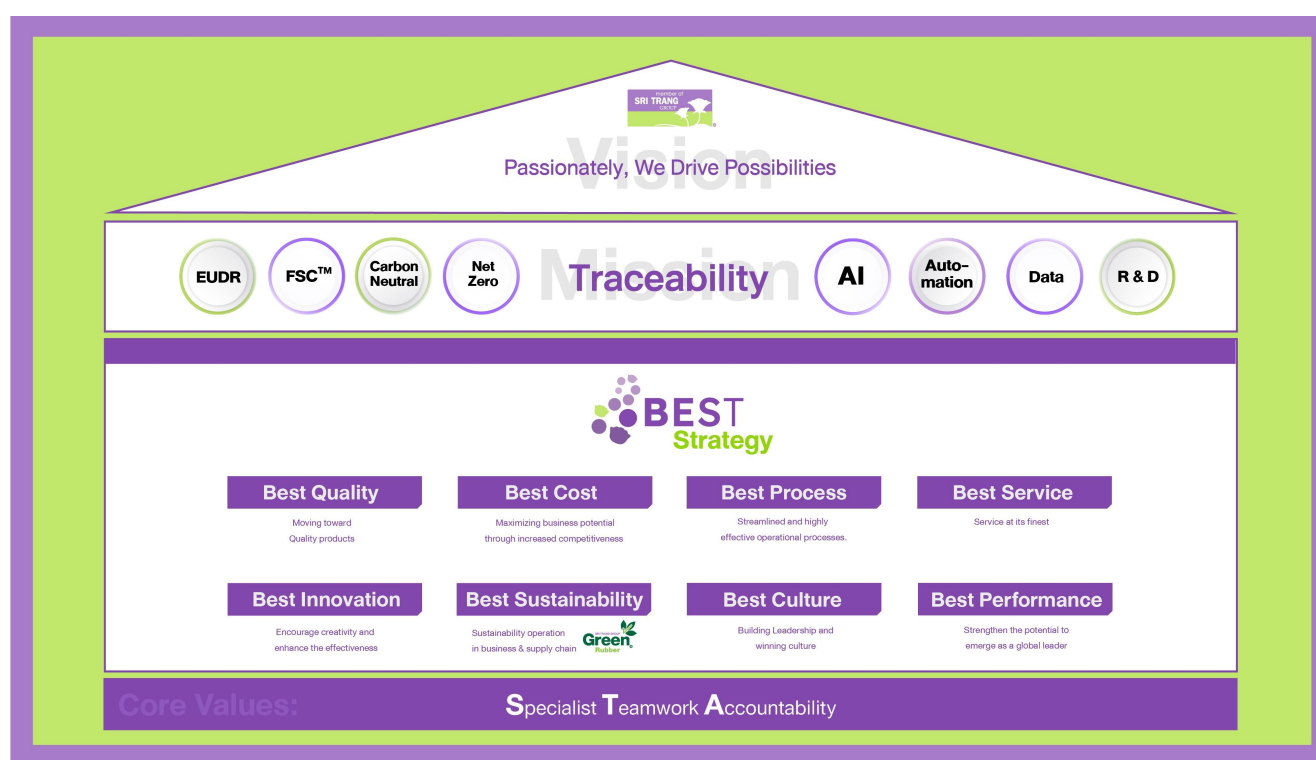 member of
SRI TRANG
GROUP
Vision
Passionately, We Drive Possibilities
Mission
EUDR
FSC™
Carbon
Neutral
Net
Zero
Traceability
AI
Auto-
mation
Data
R & D
BEST
Strategy
Best Quality
Moving toward
Quality products
Best Cost
Maximizing business potential
through increased competitiveness
Best Process
Streamlined and highly
effective operational processes.
Best Service
Service at its finest
Best Innovation
Encourage creativity and
enhance the effectiveness
Best Sustainability
Sustainability operation
in business & supply chain
Green
Rubber
Best Culture
Building Leadership and
winning culture
Best Performance
Strengthen the potential to
emerge as a global leader
Core Values:
Specialist Teamwork Accountability